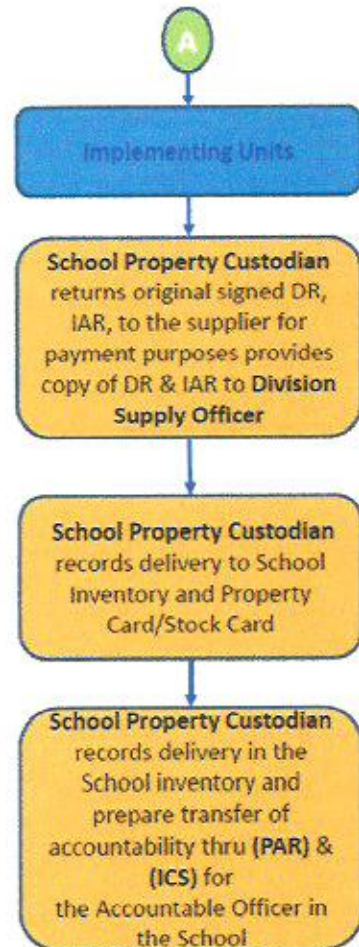 A
Implementing Units
School Property Custodian
returns original signed DR,
IAR, to the supplier for
payment purposes provides
copy of DR & IAR to Division
Supply Officer
School Property Custodian
records delivery to School
Inventory and Property
Card/Stock Card
School Property Custodian
records delivery in the
School inventory and
prepare transfer of
accountability thru (PAR) &
(ICS) for
the Accountable Officer in
the School